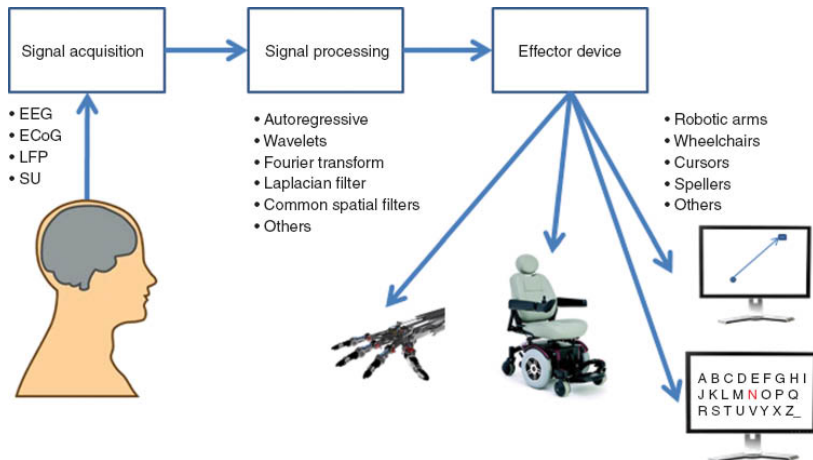 Signal acquisition
Signal processing
Effector device
• EEG
• ECoG
• LFP
• SU
• Autoregressive
• Wavelets
• Fourier transform
• Laplacian filter
• Common spatial filters
• Others
• Robotic arms
• Wheelchairs
• Cursors
• Spellers
• Others
A B C D E F G H I
J K L M N O P Q
R S T U V Y X Z _